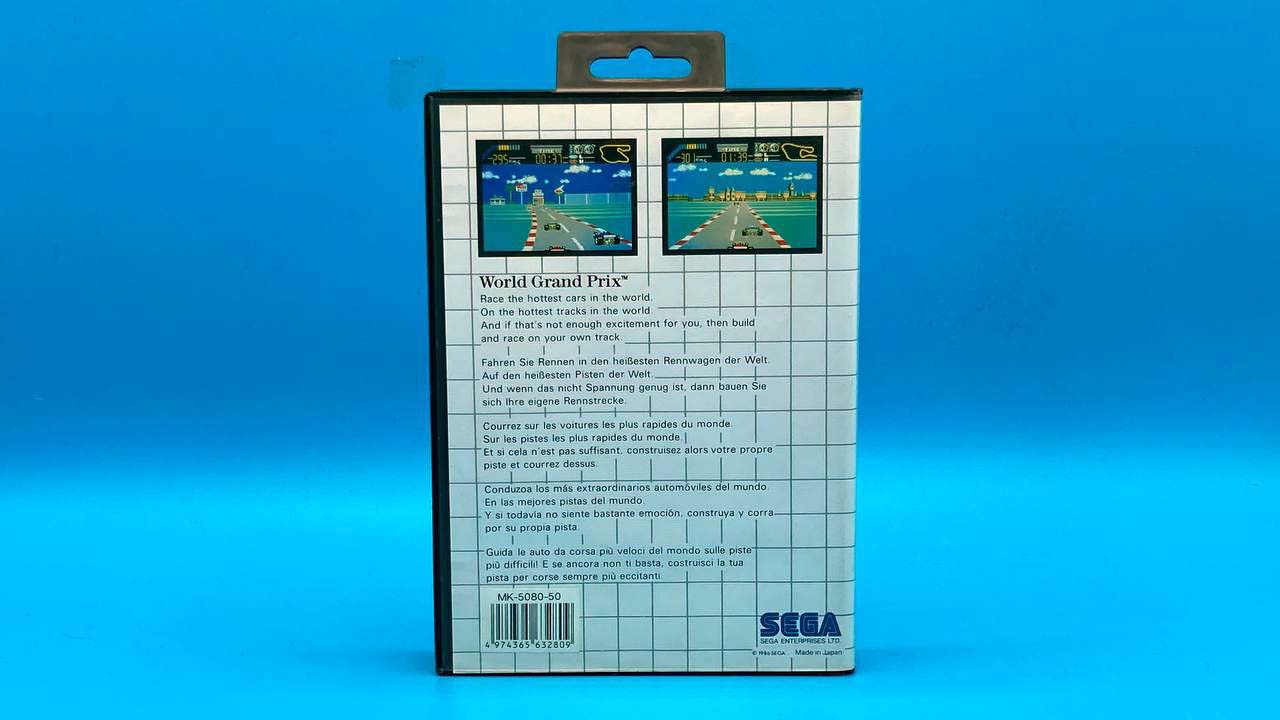 295
00:37
301
01:39
World Grand Prix™
Race the hottest cars in the world.
On the hottest tracks in the world.
And if that's not enough excitement for you, then build
and race on your own track.
Fahren Sie Rennen in den heißesten Rennwagen der Welt.
Auf den heißesten Pisten der Welt.
Und wenn das nicht Spannung genug ist, dann bauen Sie
sich Ihre eigene Rennstrecke.
Courrez sur les voitures les plus rapides du monde.
Sur les pistes les plus rapides du monde.
Et si cela n'est pas suffisant, construisez alors votre propre
piste et courrez dessus.
Conduzoa los más extraordinarios automóviles del mundo.
En las mejores pistas del mundo.
Y si todavía no siente bastante emoción, construya y corra
por su propia pista.
Guida le auto da corsa più veloci del mondo sulle piste
più difficili! E se ancora non ti basta, costruisci la tua
pista per corse sempre più eccitanti.
MK-5080-50
4 974365 632809
SEGA
SEGA ENTERPRISES LTD.
© 1986 SEGA Made in Japan